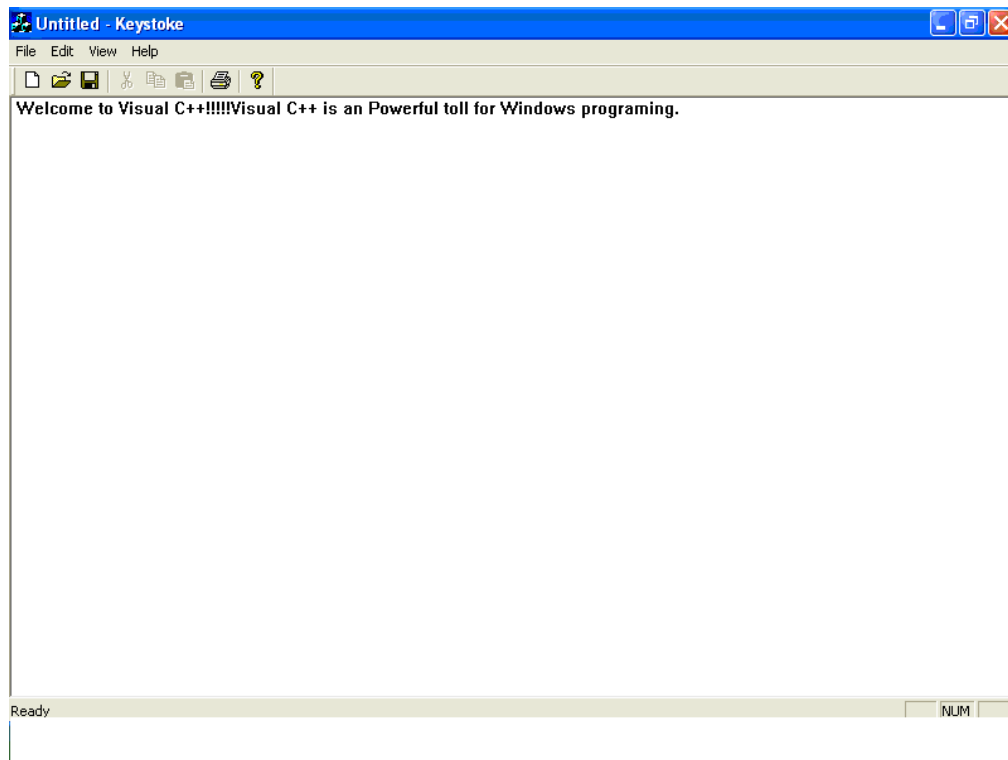 Untitled - Keystoke
File Edit View Help
Welcome to Visual C++!!!!!Visual C++ is an Powerful toll for Windows programing.
Ready NUM